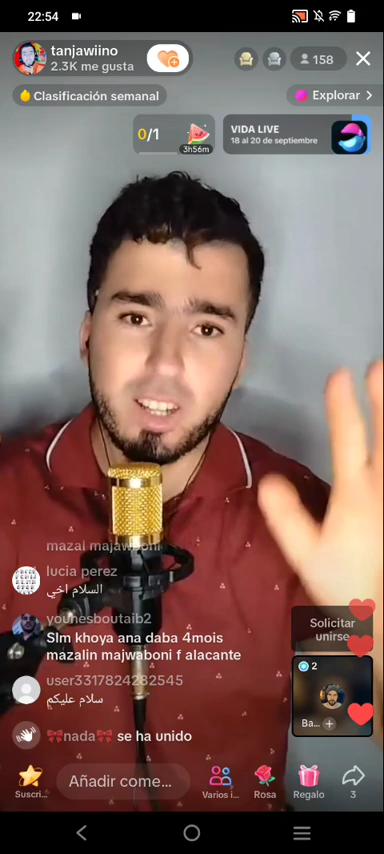 22:54
tanjawiino
2.3K me gusta
158
Clasificación semanal
Explorar
0/1
3h56m
VIDA LIVE
18 al 20 de septiembre
mazal majawboni
lucia perez
السلام اخي
younesboutaib2
Slm khoya ana daba 4mois
mazalin majwaboni f alacante
user3317824282545
سلام عليكم
nada se ha unido
Solicitar
unirse
2
Ba...
Suscri...
Añadir come...
Varios i...
Rosa
Regalo
3